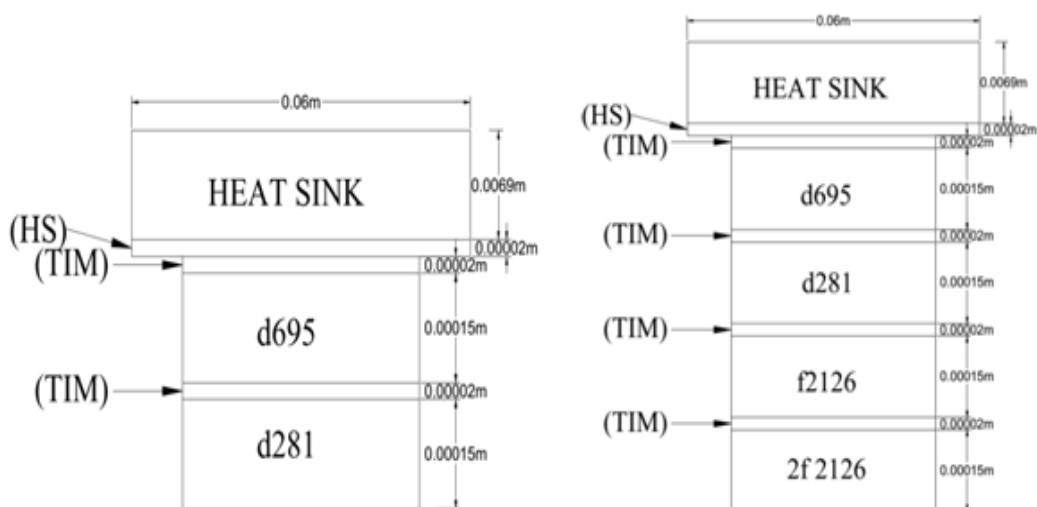 0.06m
HEAT SINK
0.0069m
(HS)
0.00002m
(TIM)
0.00002m
d695
0.00015m
(TIM)
0.00002m
d281
0.00015m
0.06m
HEAT SINK
0.0069m
(HS)
0.00002m
(TIM)
0.00002m
d695
0.00015m
(TIM)
0.00002m
d281
0.00015m
(TIM)
0.00002m
f2126
0.00015m
(TIM)
0.00002m
2f 2126
0.00015m